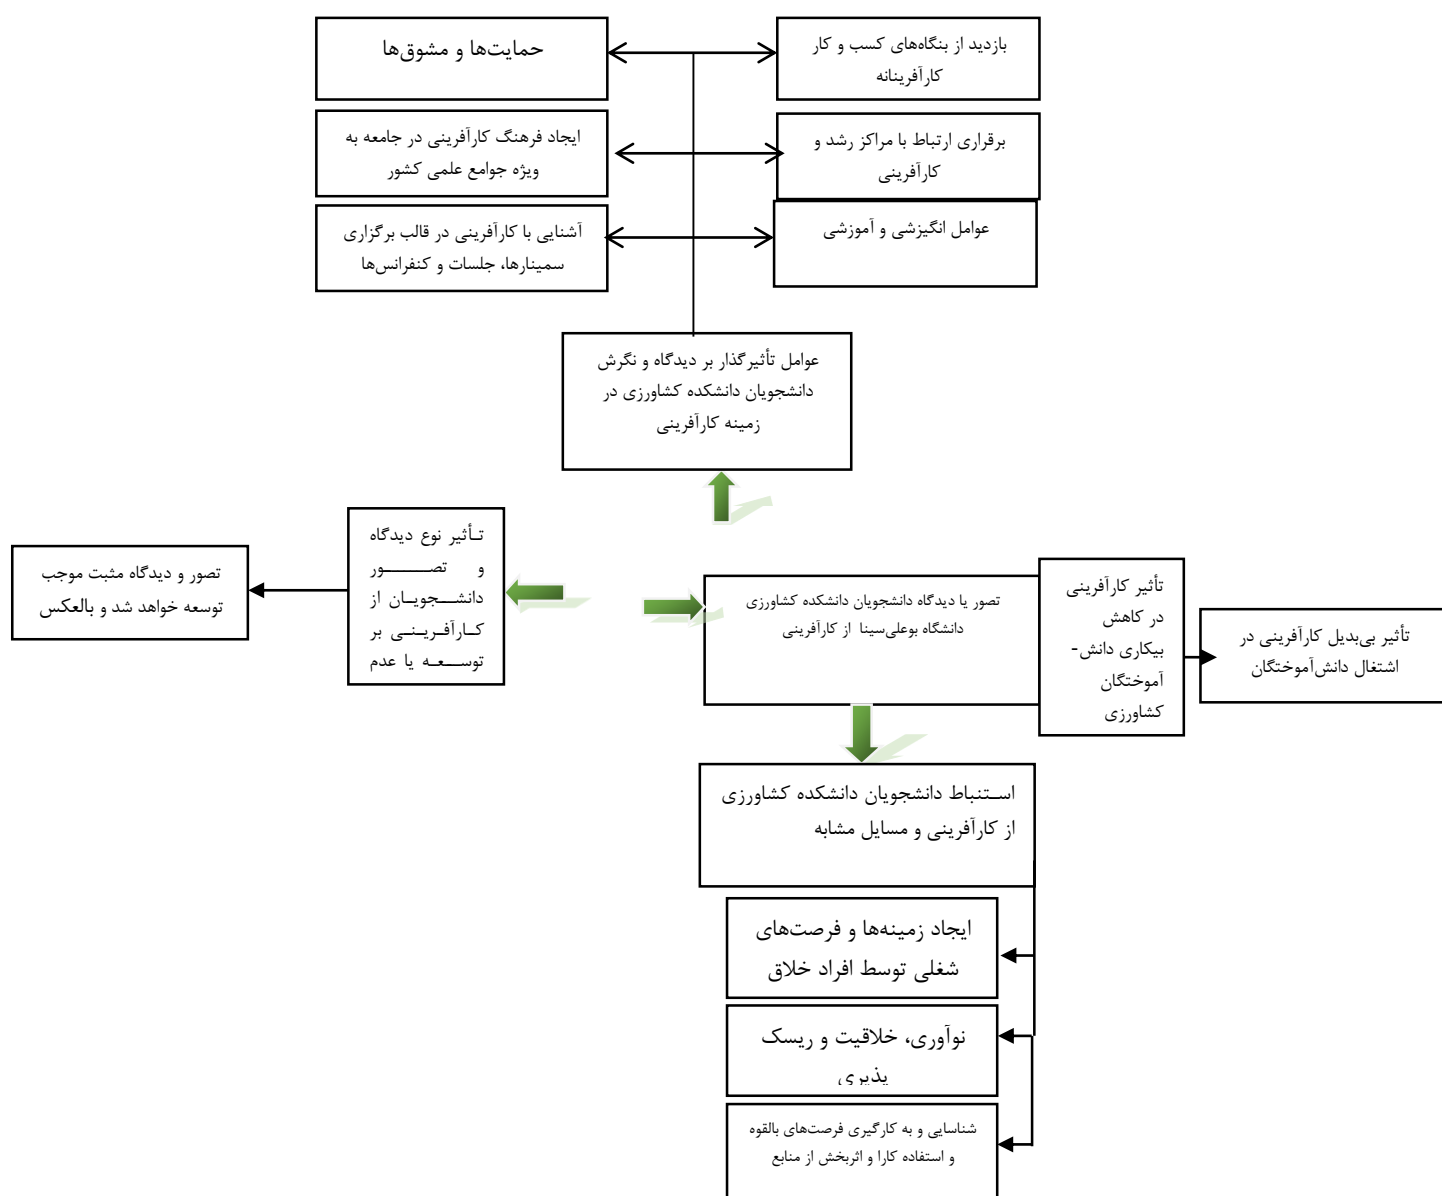 حمایت‌ها و مشوق‌ها
بازدید از بنگاه‌های کسب و کار
کارآفرینانه
ایجاد فرهنگ کارآفرینی در جامعه به
ویژه جوامع علمی کشور
برقراری ارتباط با مراکز رشد و
کارآفرینی
آشنایی با کارآفرینی در قالب برگزاری
سمینارها، جلسات و کنفرانس‌ها
عوامل انگیزشی و آموزشی
عوامل تأثیرگذار بر دیدگاه و نگرش
دانشجویان دانشکده کشاورزی در
زمینه کارآفرینی
تصور و دیدگاه مثبت موجب
توسعه خواهد شد و بالعکس
تأثیر نوع دیدگاه
و تصور
دانشجویان از
کارآفرینی بر
توسعه یا عدم
تصور یا دیدگاه دانشجویان دانشکده کشاورزی
دانشگاه بوعلی‌سینا از کارآفرینی
تأثیر کارآفرینی
در کاهش
بیکاری دانش-
آموختگان
کشاورزی
تأثیر بی‌بدیل کارآفرینی در
اشتغال دانش‌آموختگان
استنباط دانشجویان دانشکده کشاورزی
از کارآفرینی و مسایل مشابه
ایجاد زمینه‌ها و فرصت‌های
شغلی توسط افراد خلاق
نوآوری، خلاقیت و ریسک
پذیری
شناسایی و به کارگیری فرصت‌های بالقوه
و استفاده کارا و اثربخش از منابع